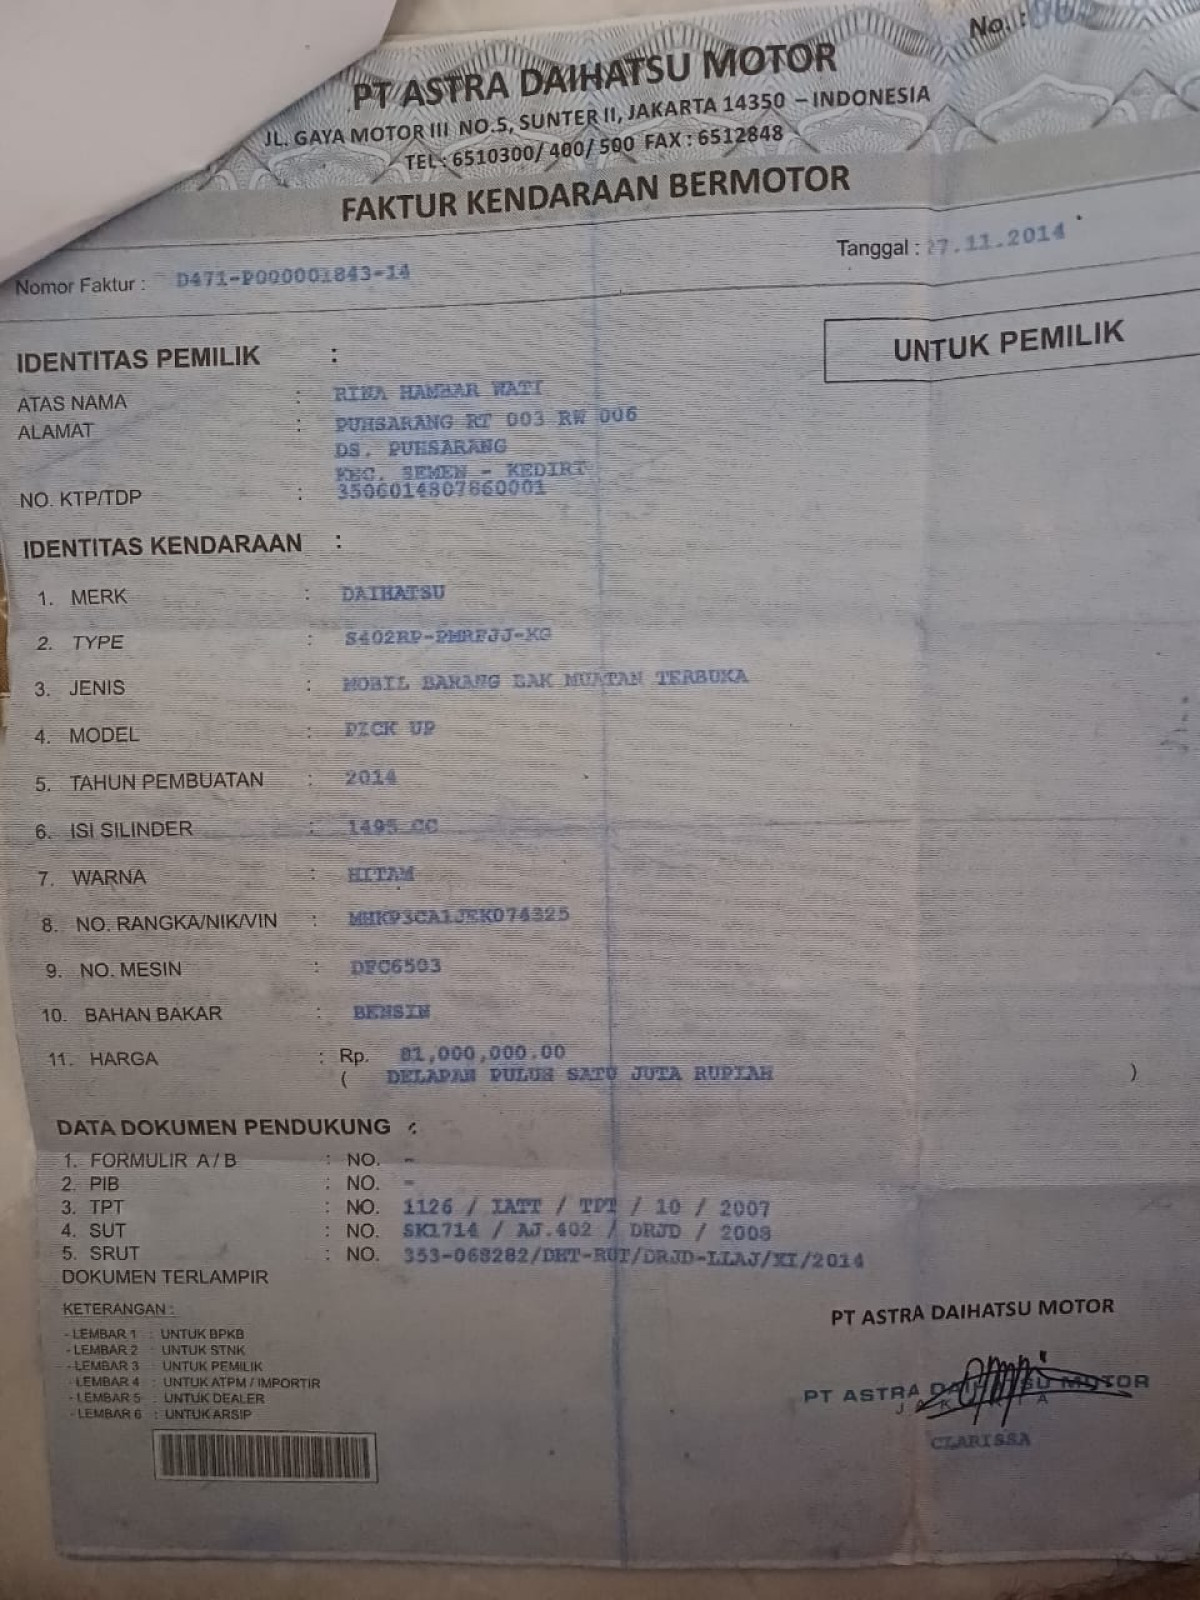 No. :
PT ASTRA DAIHATSU MOTOR
JL. GAYA MOTOR III NO.5, SUNTER II, JAKARTA 14350 – INDONESIA
TEL : 6510300/ 400/ 500 FAX : 6512848
FAKTUR KENDARAAN BERMOTOR
Nomor Faktur : D471-P000001843-14
Tanggal : 27.11.2014
UNTUK PEMILIK
IDENTITAS PEMILIK :
ATAS NAMA : RINA HAMBAR WATI
ALAMAT : PUHSARANG RT 003 RW 006
DS. PUHSARANG
KEC. SEMEN - KEDIRI
NO. KTP/TDP : 3506014807860001
IDENTITAS KENDARAAN :
1. MERK : DAIHATSU
2. TYPE : S402RP-PMRFJJ-KG
3. JENIS : MOBIL BARANG BAK MUATAN TERBUKA
4. MODEL : PICK UP
5. TAHUN PEMBUATAN : 2014
6. ISI SILINDER : 1495 CC
7. WARNA : HITAM
8. NO. RANGKA/NIK/VIN : MHKP3CA1JEK074325
9. NO. MESIN : DFC6503
10. BAHAN BAKAR : BENSIN
11. HARGA : Rp. 81,000,000.00
( DELAPAN PULUH SATU JUTA RUPIAH )
DATA DOKUMEN PENDUKUNG :
1. FORMULIR A / B : NO. -
2. PIB : NO. -
3. TPT : NO. 1126 / IATT / TPT / 10 / 2007
4. SUT : NO. SK1714 / AJ.402 / DRJD / 2008
5. SRUT : NO. 353-068282/DHT-RUT/DRJD-LLAJ/XI/2014
DOKUMEN TERLAMPIR
KETERANGAN :
- LEMBAR 1 : UNTUK BPKB
- LEMBAR 2 : UNTUK STNK
- LEMBAR 3 : UNTUK PEMILIK
- LEMBAR 4 : UNTUK ATPM / IMPORTIR
- LEMBAR 5 : UNTUK DEALER
- LEMBAR 6 : UNTUK ARSIP
PT ASTRA DAIHATSU MOTOR
PT ASTRA DAIHATSU MOTOR
JAKARTA
CLARISSA